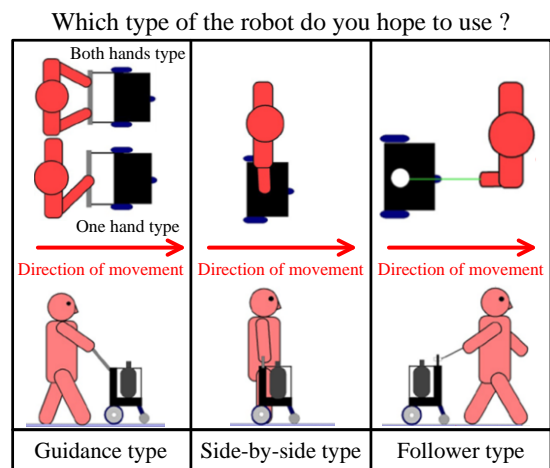 Which type of the robot do you hope to use ?
Both hands type
One hand type
Direction of movement
Direction of movement
Direction of movement
Guidance type
Side-by-side type
Follower type